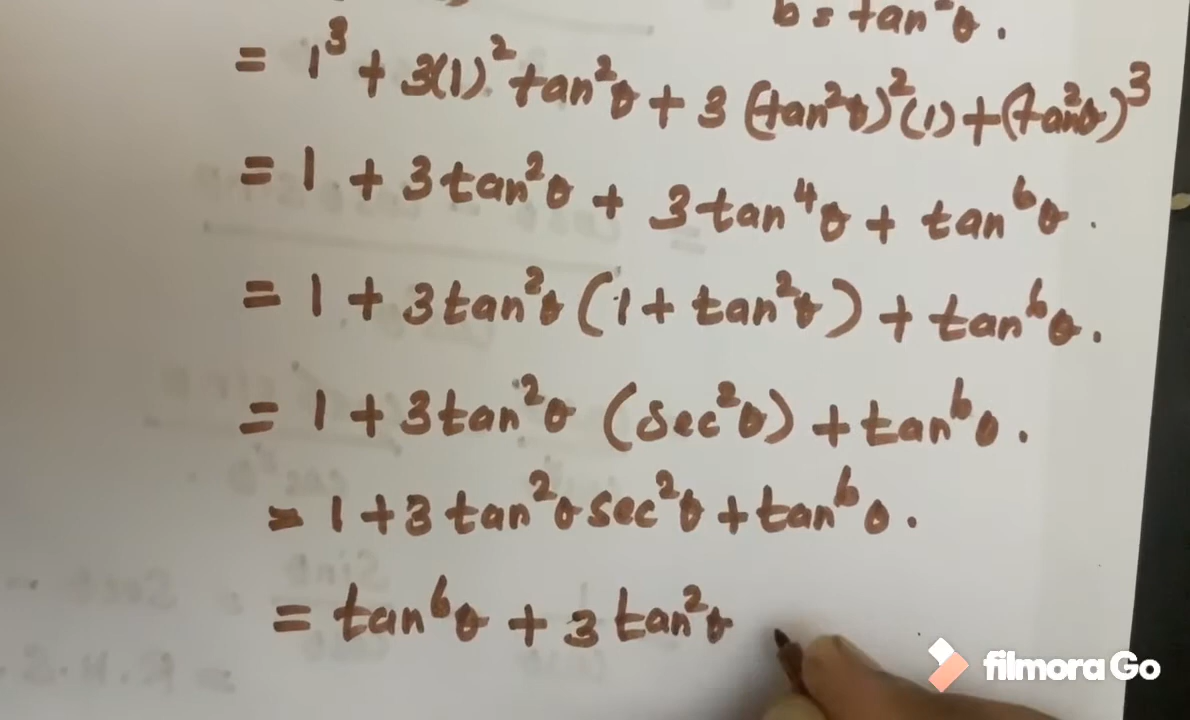 b = tan²θ.
= 1³ + 3(1)² tan²θ + 3 (tan²θ)²(1) + (tan²θ)³
= 1 + 3tan²θ + 3tan⁴θ + tan⁶θ.
= 1 + 3tan²θ (1 + tan²θ) + tan⁶θ.
= 1 + 3tan²θ (sec²θ) + tan⁶θ.
= 1 + 3 tan²θ sec²θ + tan⁶θ.
= tan⁶θ + 3 tan²θ
filmora Go